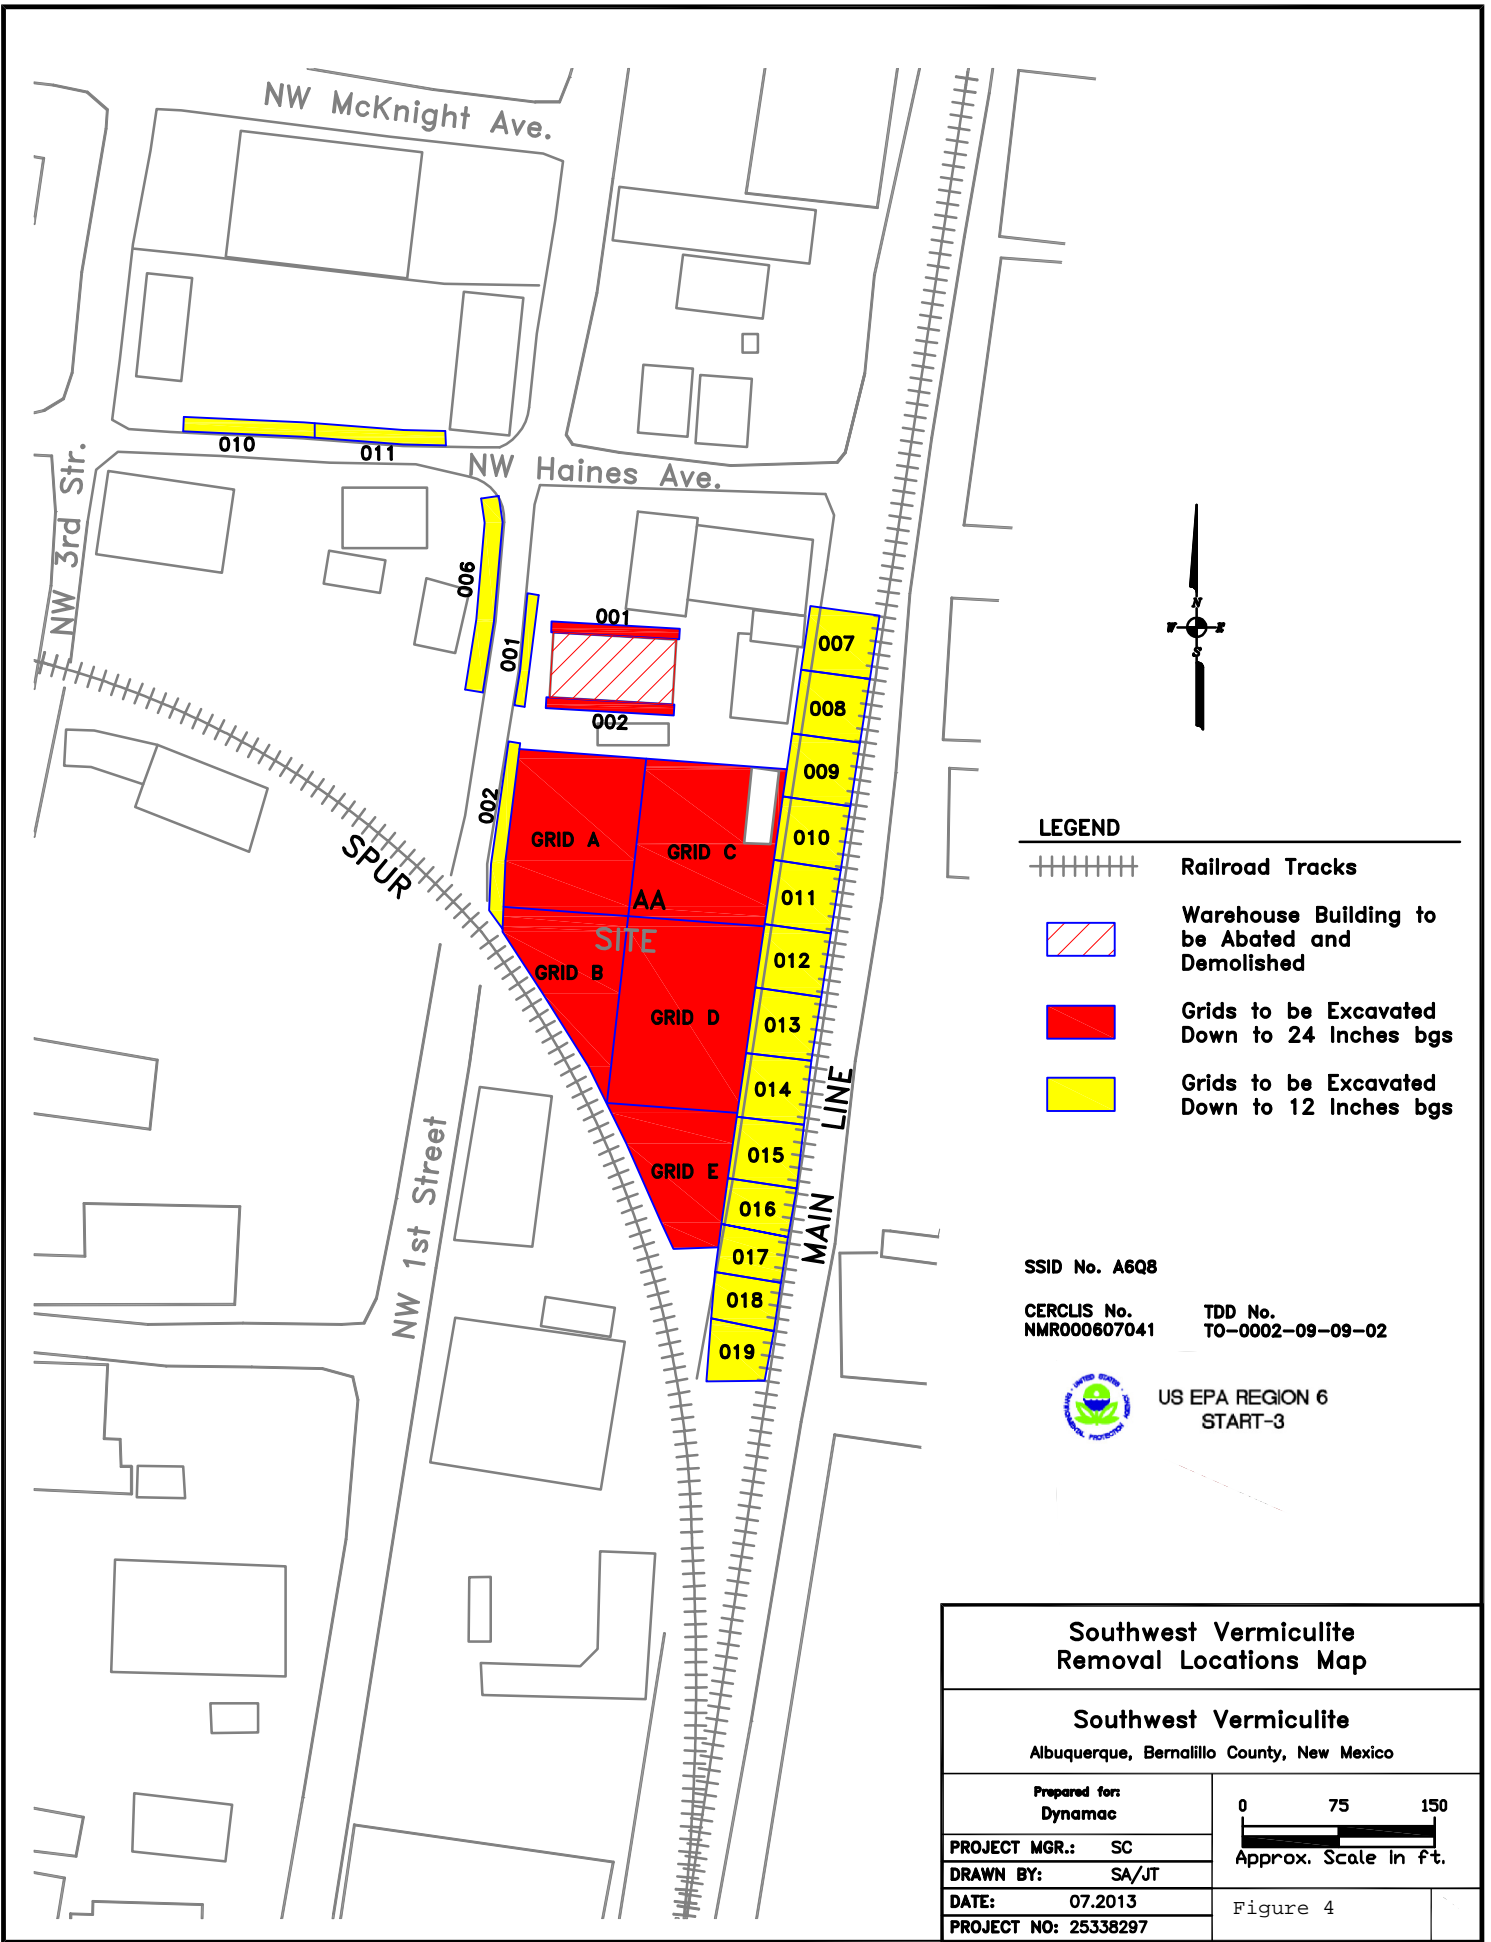 NW McKnight Ave.
010
011
NW Haines Ave.
NW 3rd Str.
006
001
001
002
002
007
008
009
010
011
012
013
014
015
016
017
018
019
GRID A
GRID C
AA
SITE
GRID B
GRID D
GRID E
SPUR
MAIN LINE
NW 1st Street
N
W
S
LEGEND
Railroad Tracks
Warehouse Building to
be Abated and
Demolished
Grids to be Excavated
Down to 24 Inches bgs
Grids to be Excavated
Down to 12 Inches bgs
SSID No. A6Q8
CERCLIS No.
NMR000607041
TDD No.
TO-0002-09-09-02
UNITED STATES
ENVIRONMENTAL PROTECTION AGENCY
US EPA REGION 6
START-3
Southwest Vermiculite
Removal Locations Map
Southwest Vermiculite
Albuquerque, Bernalillo County, New Mexico
Prepared for:
Dynamac
PROJECT MGR.: SC
DRAWN BY: SA/JT
DATE: 07.2013
PROJECT NO: 25338297
0 75 150
Approx. Scale in ft.
Figure 4